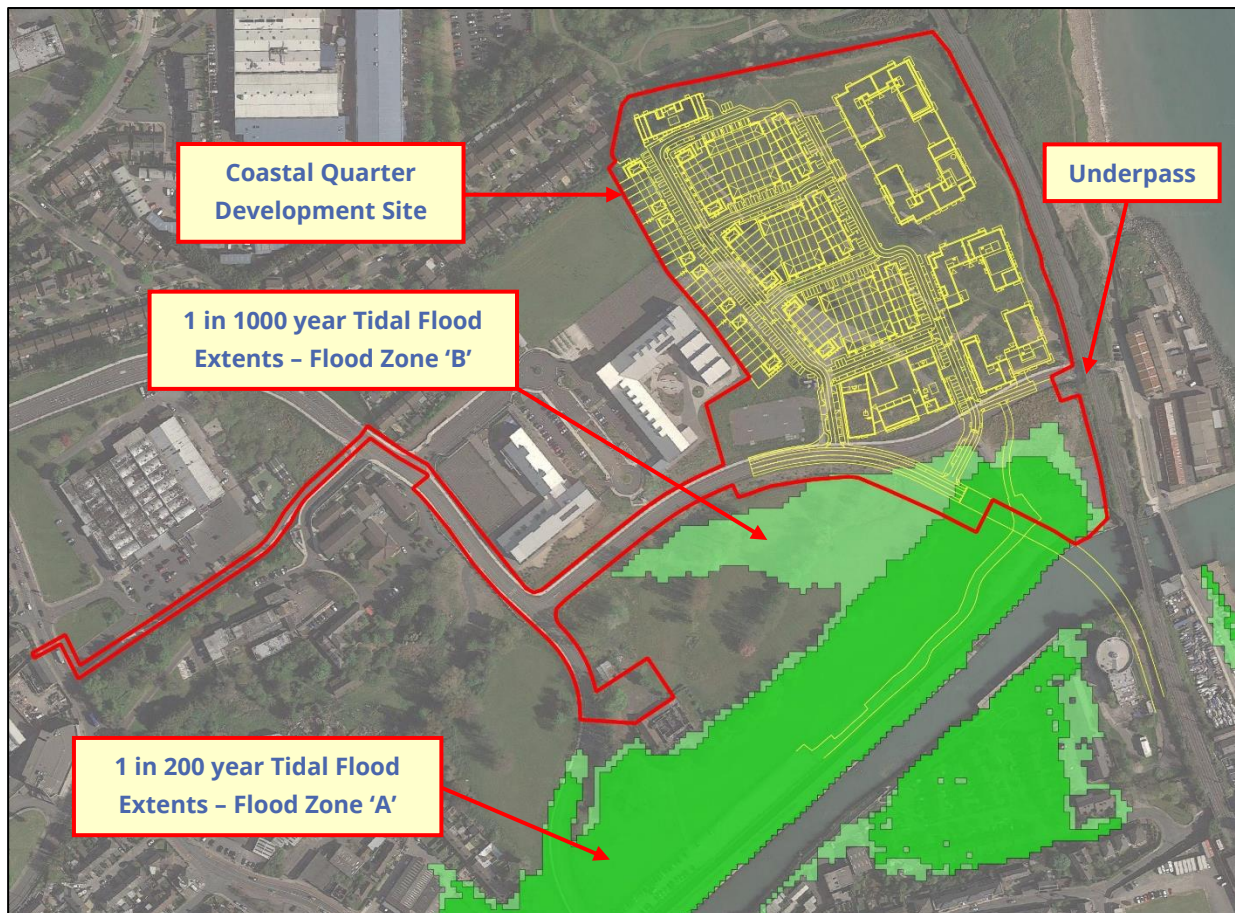 Coastal Quarter
Development Site
Underpass
1 in 1000 year Tidal Flood
Extents – Flood Zone ‘B’
1 in 200 year Tidal Flood
Extents – Flood Zone ‘A’